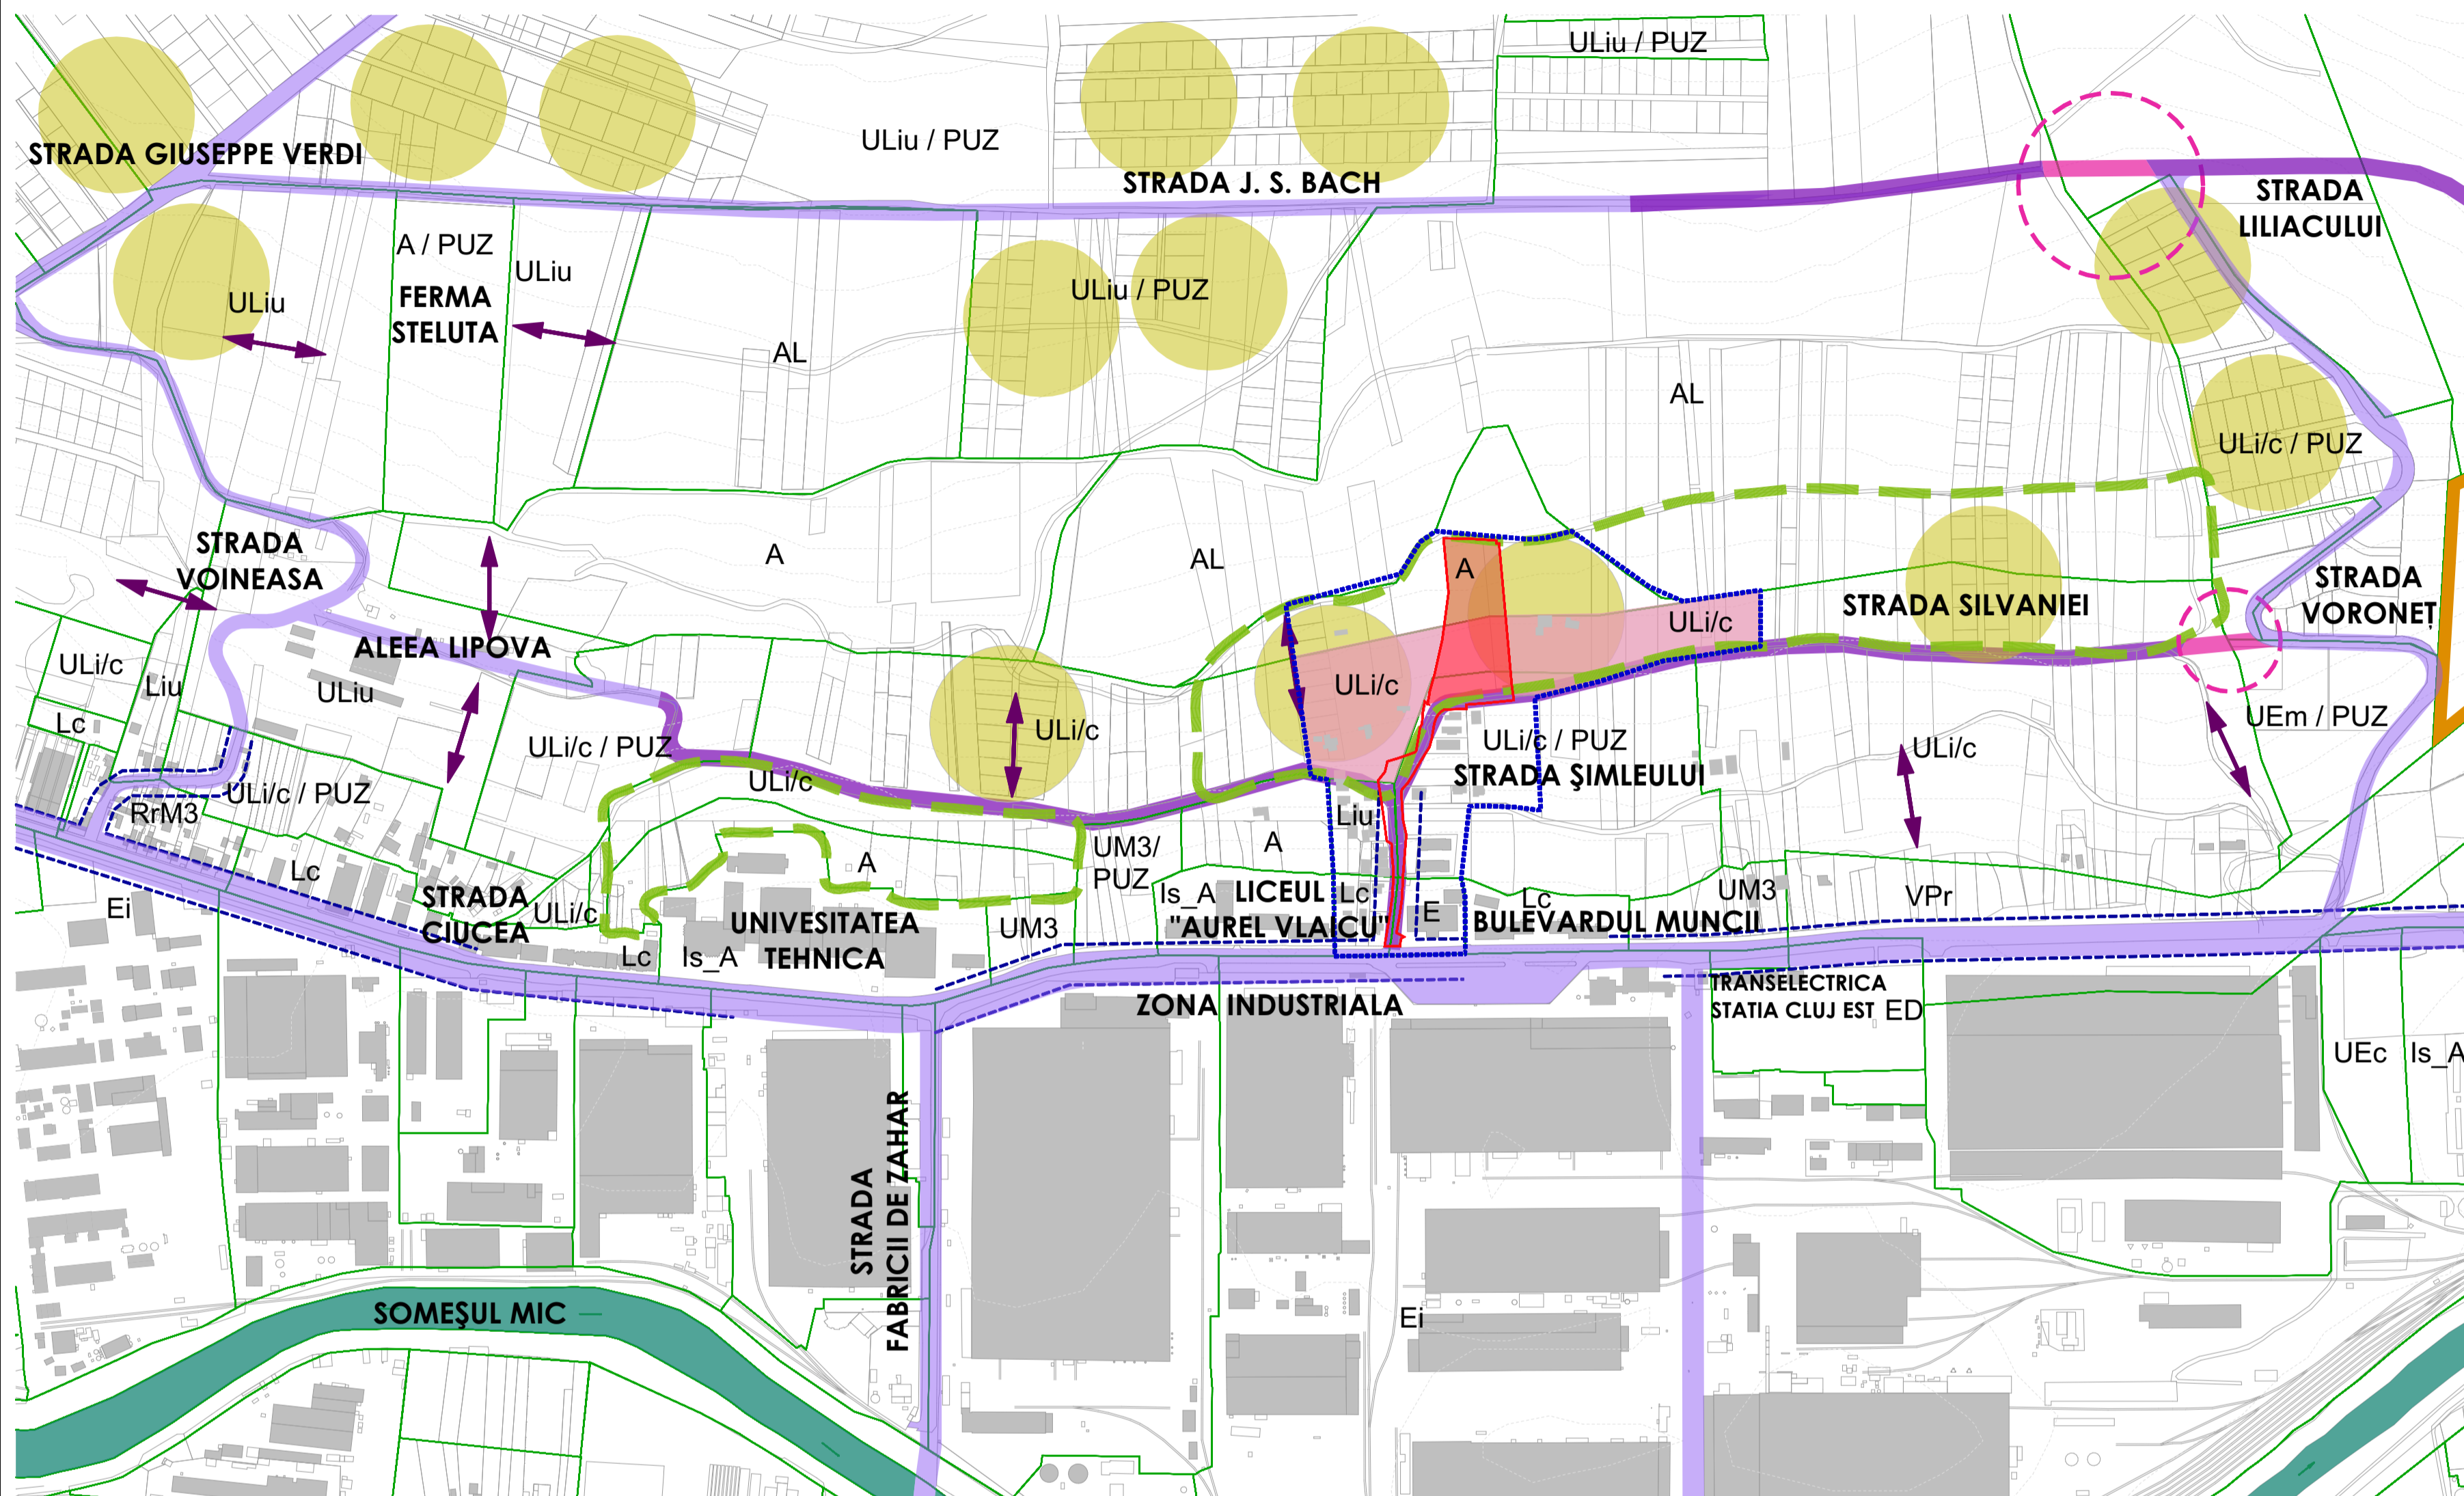 ULiu / PUZ
ULiu / PUZ
STRADA GIUSEPPE VERDI
STRADA J. S. BACH
STRADA
LILIACULUI
A / PUZ
ULiu
FERMA
STELUTA
ULiu
ULiu / PUZ
AL
AL
ULi/c / PUZ
STRADA
VOINEASA
A
AL
A
STRADA
VORONEȚ
STRADA SILVANIEI
ULi/c
ALEEA LIPOVA
ULi/c
Liu
ULiu
ULi/c
Lc
ULi/c
UEm / PUZ
ULi/c / PUZ
ULi/c / PUZ
ULi/c
STRADA ŞIMLEULUI
ULi/c
ULi/c / PUZ
RrM3
Liu
A
UM3/
PUZ
A
Lc
STRADA
CIUCEA
ULi/c
Ei
Is_A
LICEUL
"AUREL VLAICU"
Lc
E
Lc
BULEVARDUL MUNCII
UM3
VPr
UNIVESITATEA
TEHNICA
UM3
Lc
Is_A
ZONA INDUSTRIALA
TRANSELECTRICA
STATIA CLUJ EST
ED
UEc
Is_A
STRADA
FABRICII DE ZAHAR
SOMEŞUL MIC
Ei